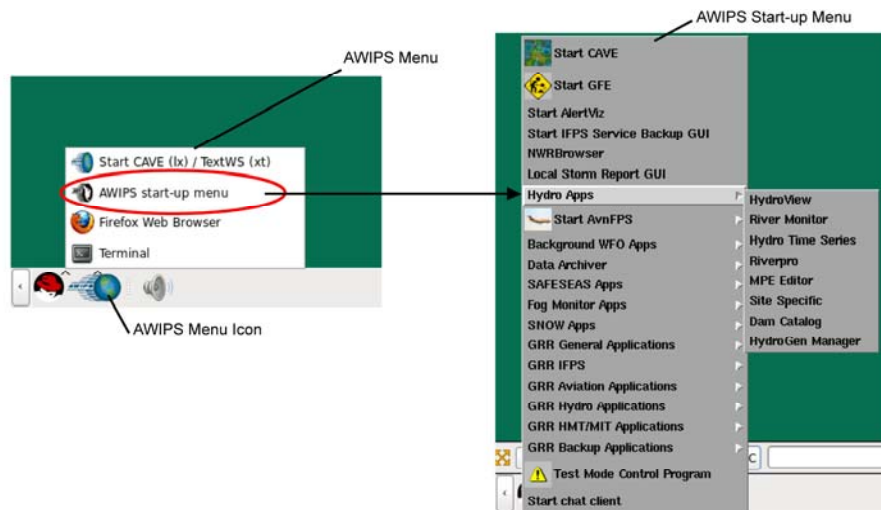 AWIPS Start-up Menu
AWIPS Menu
Start CAVE (lx) / TextWS (xt)
AWIPS start-up menu
Firefox Web Browser
Terminal
AWIPS Menu Icon
Start CAVE
Start GFE
Start AlertViz
Start IFPS Service Backup GUI
NWRBrowser
Local Storm Report GUI
Hydro Apps
Start AvnFPS
Background WFO Apps
Data Archiver
SAFESEAS Apps
Fog Monitor Apps
SNOW Apps
GRR General Applications
GRR IFPS
GRR Aviation Applications
GRR Hydro Applications
GRR HMT/MIT Applications
GRR Backup Applications
Test Mode Control Program
Start chat client
HydroView
River Monitor
Hydro Time Series
Riverpro
MPE Editor
Site Specific
Dam Catalog
HydroGen Manager
C